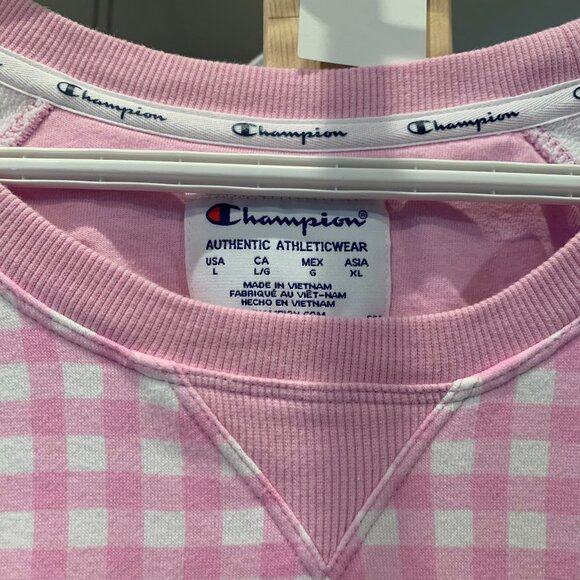 Champion
Champion
Champion
Champion®
AUTHENTIC ATHLETICWEAR
USA CA MEX ASIA
L L/G G XL
MADE IN VIETNAM
FABRIQUÉ AU VIÊT-NAM
HECHO EN VIETNAM